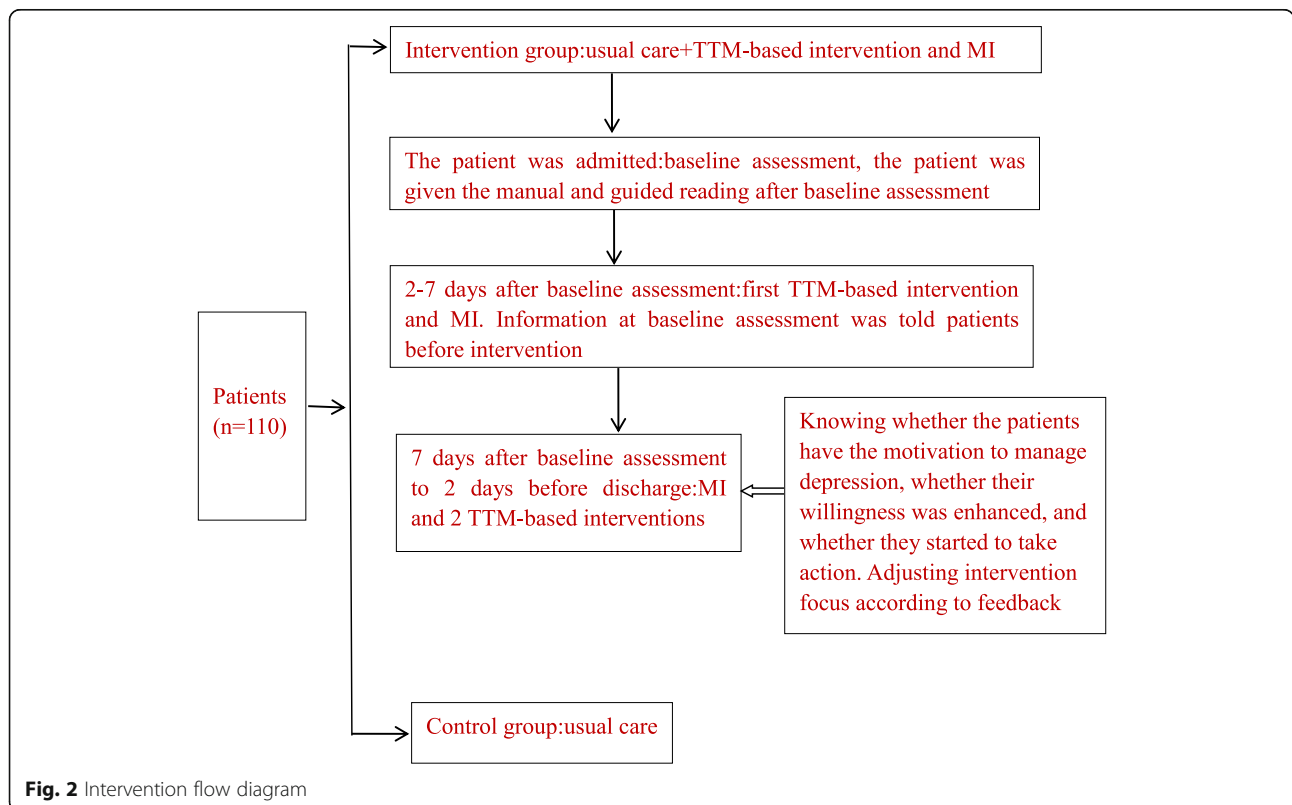 Intervention group:usual care+TTM-based intervention and MI
The patient was admitted:baseline assessment, the patient was
given the manual and guided reading after baseline assessment
2-7 days after baseline assessment:first TTM-based intervention
and MI. Information at baseline assessment was told patients
before intervention
Patients
(n=110)
7 days after baseline assessment
to 2 days before discharge:MI
and 2 TTM-based interventions
Knowing whether the patients
have the motivation to manage
depression, whether their
willingness was enhanced, and
whether they started to take
action. Adjusting intervention
focus according to feedback
Control group:usual care
Fig. 2 Intervention flow diagram